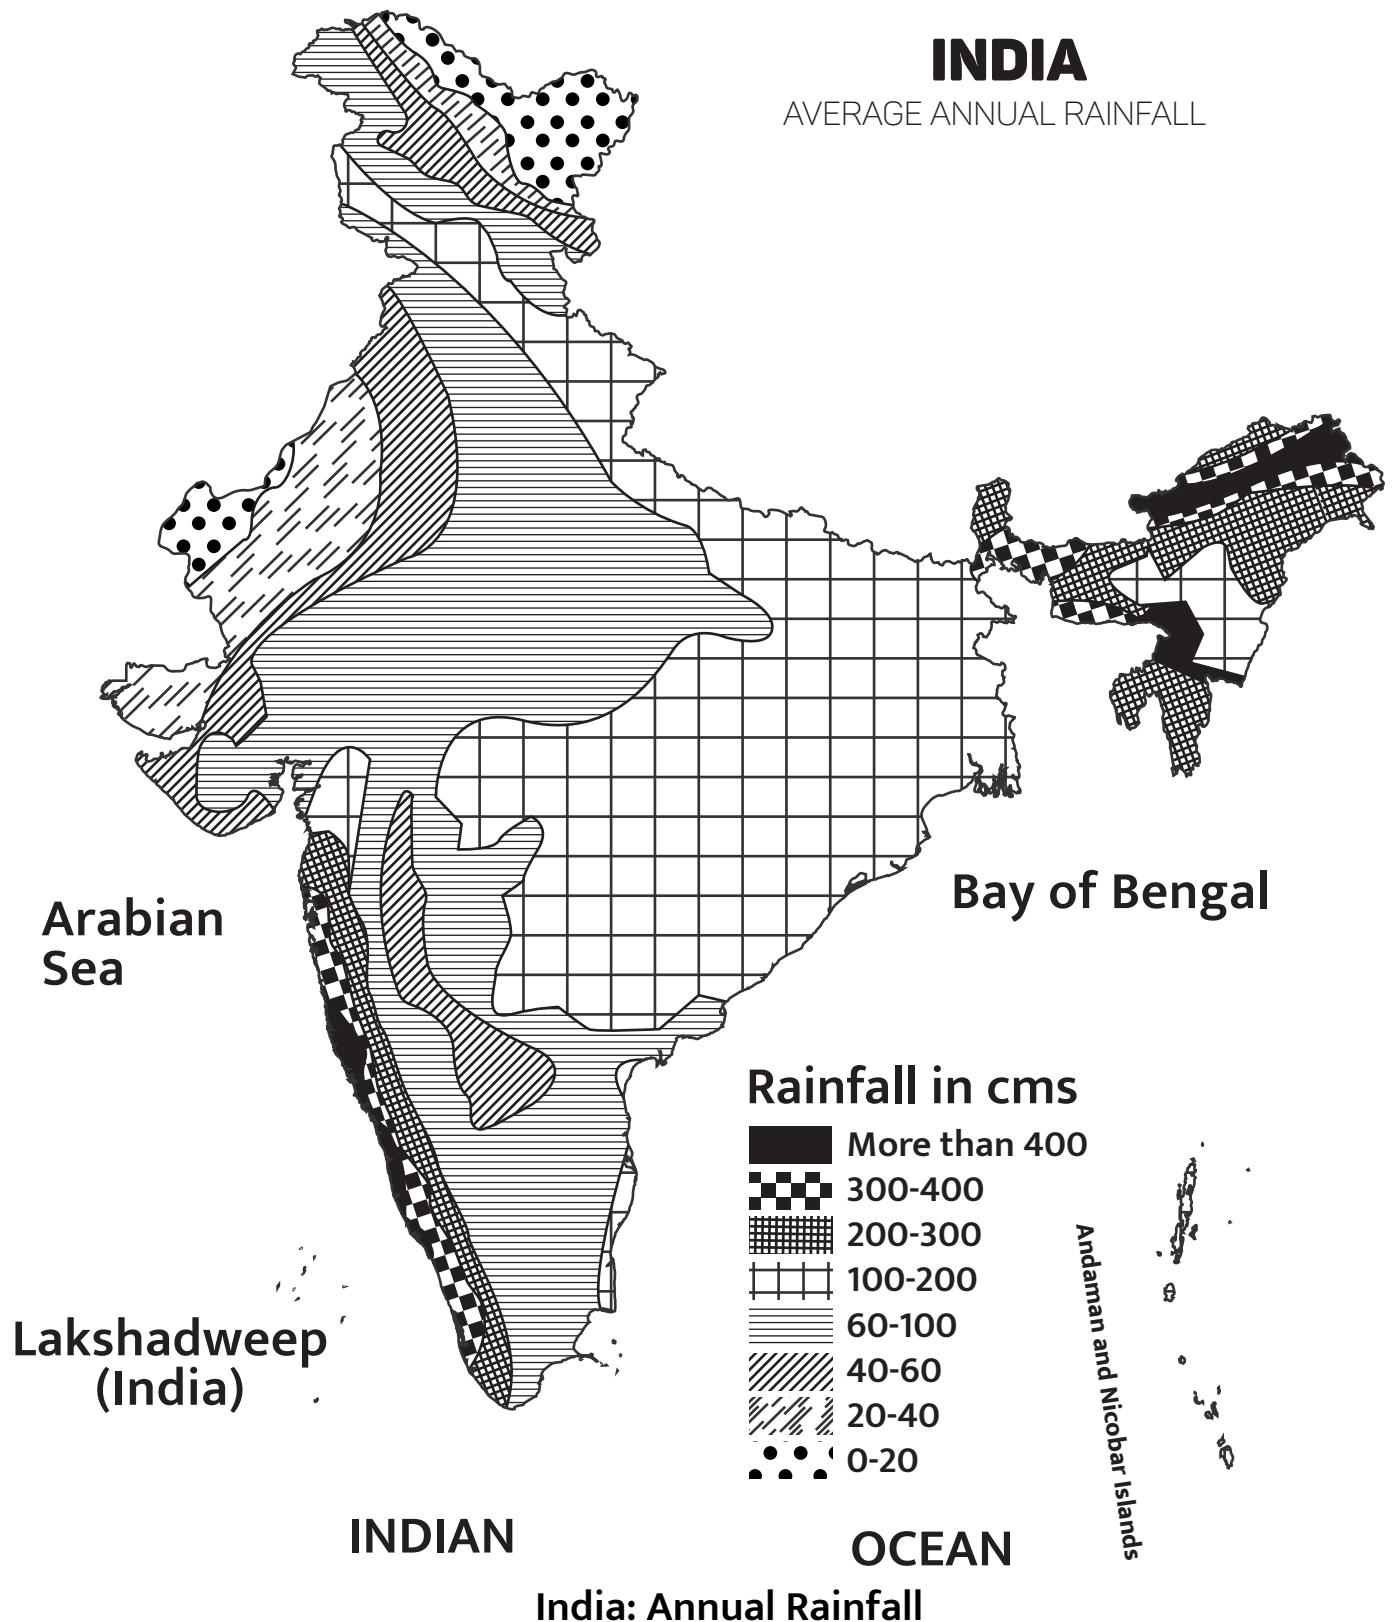 INDIA
AVERAGE ANNUAL RAINFALL
Arabian
Sea
Bay of Bengal
Rainfall in cms
More than 400
300-400
200-300
100-200
60-100
40-60
20-40
0-20
Andaman and Nicobar Islands
Lakshadweep
(India)
INDIAN
OCEAN
India: Annual Rainfall